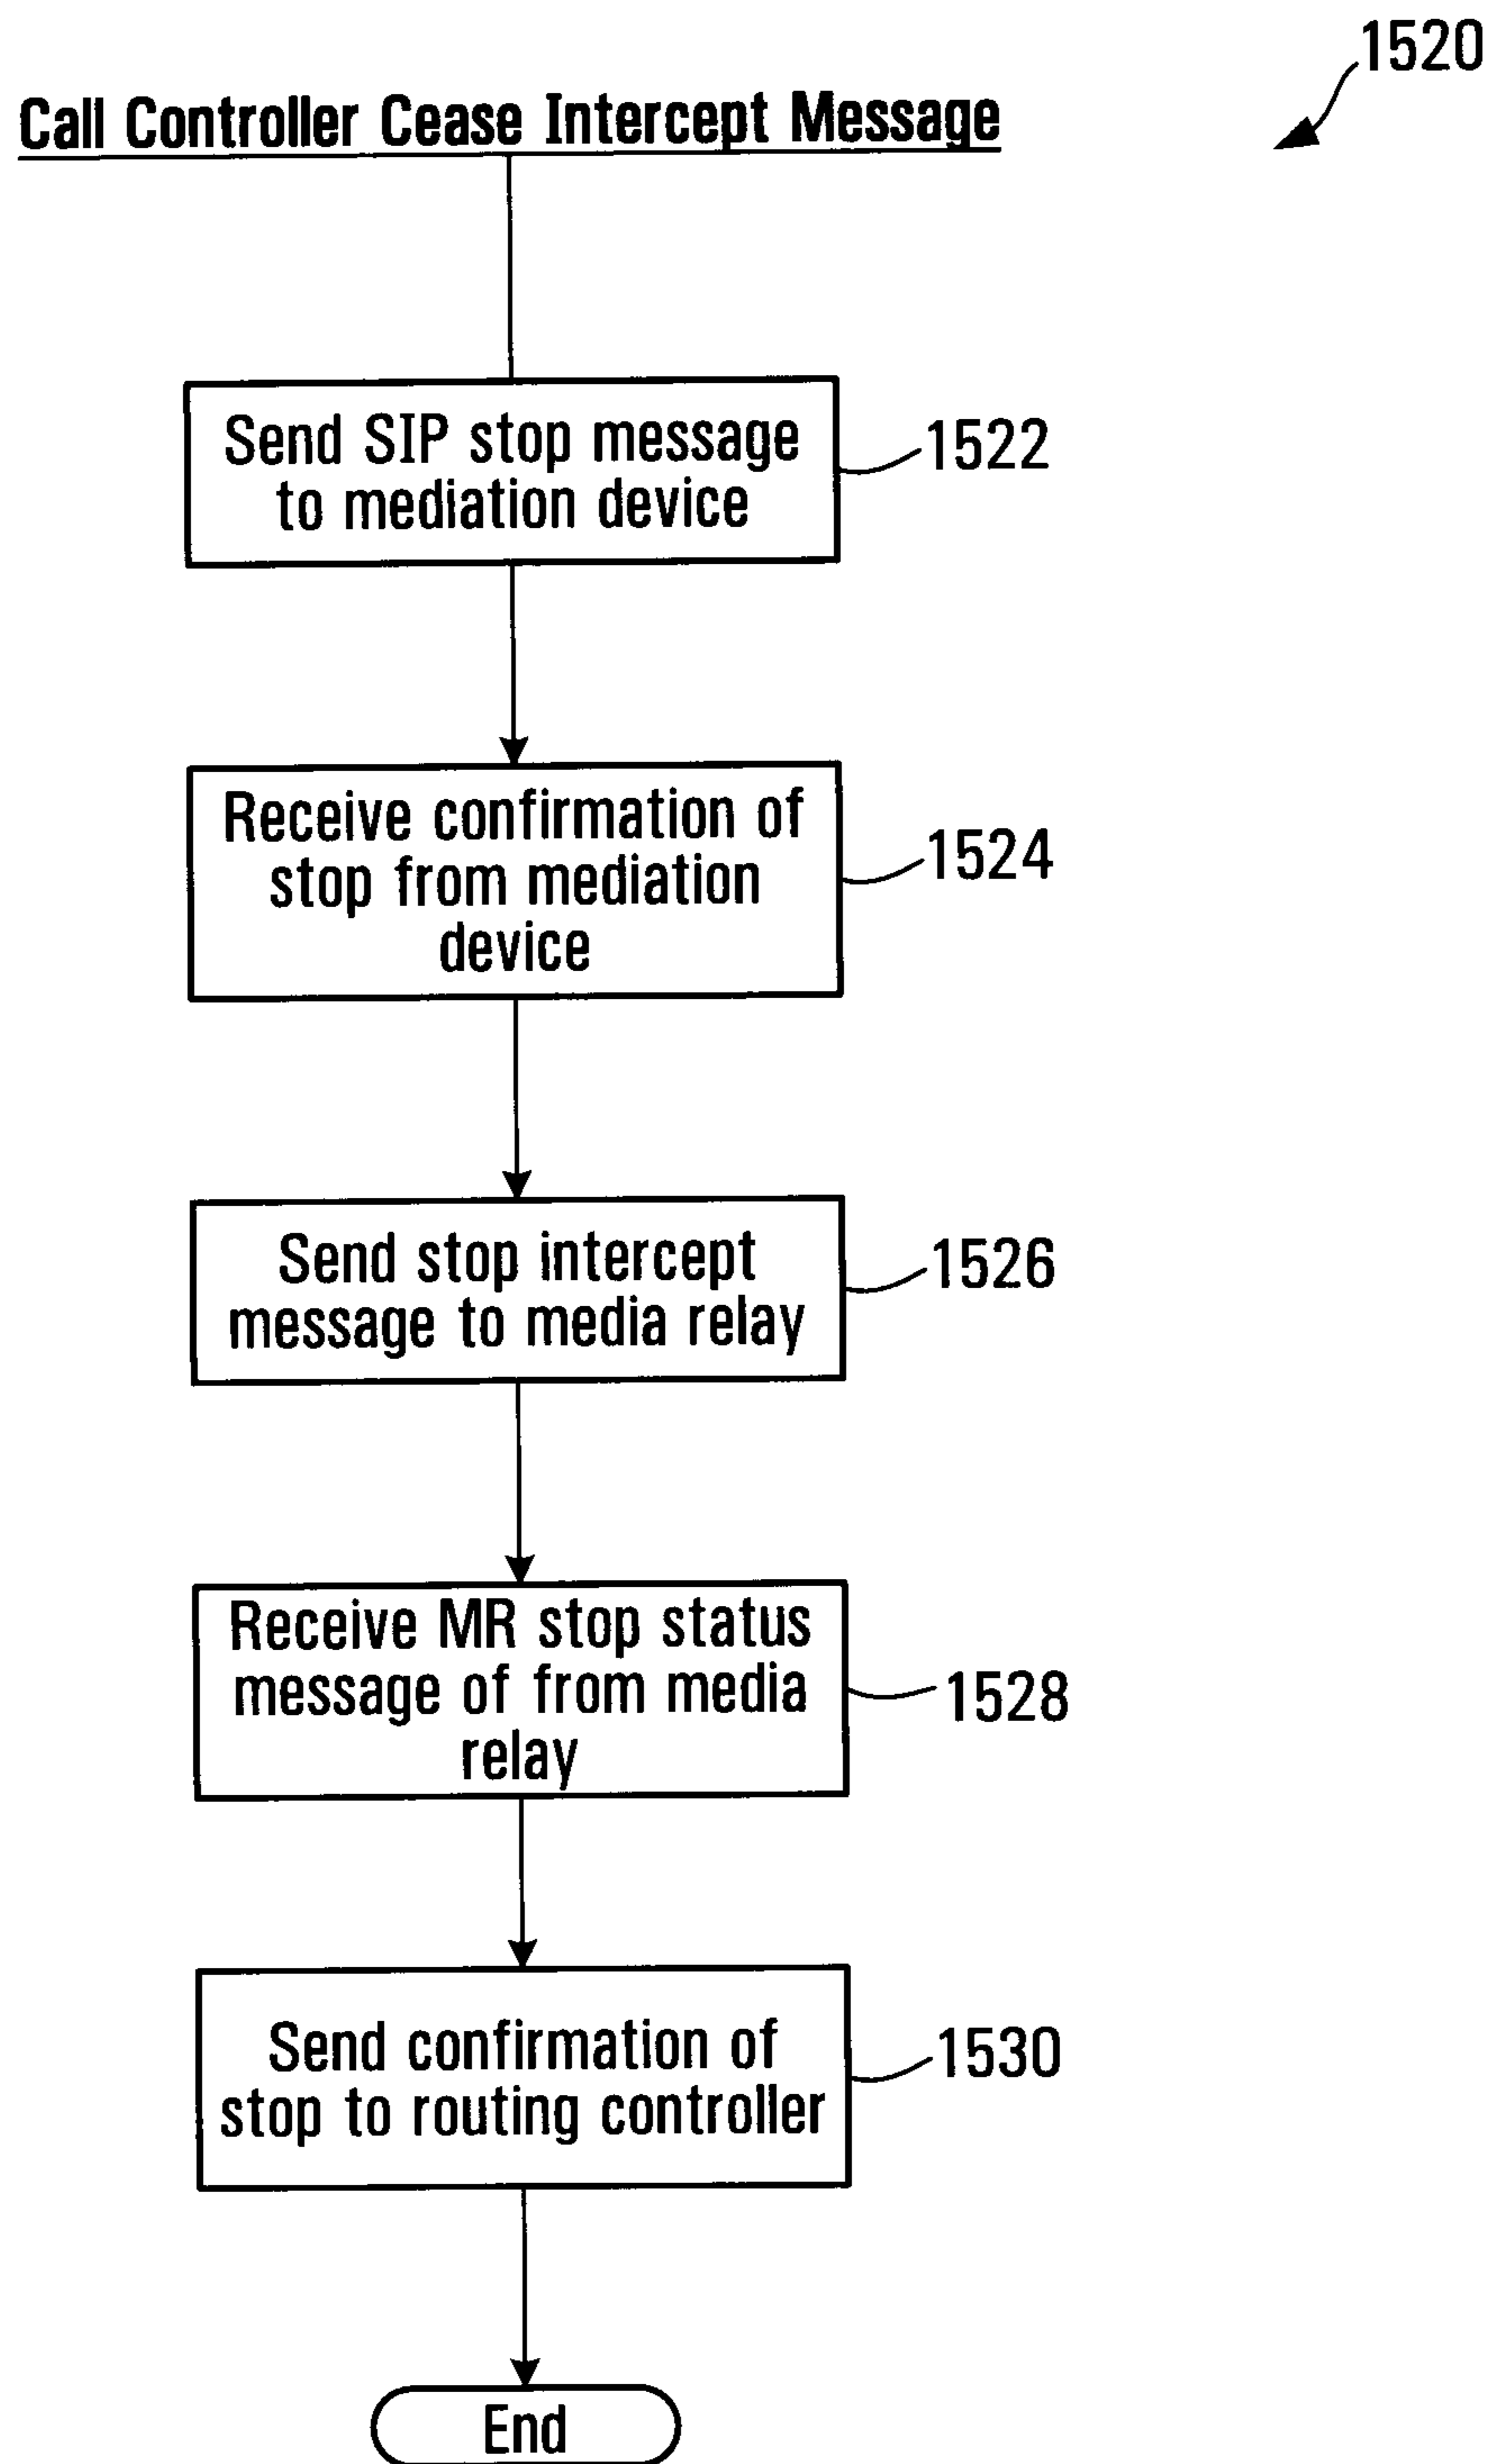 1520
Call Controller Cease Intercept Message
Send SIP stop message
to mediation device
1522
Receive confirmation of
stop from mediation
device
1524
Send stop intercept
message to media relay
1526
Receive MR stop status
message of from media
relay
1528
Send confirmation of
stop to routing controller
1530
End